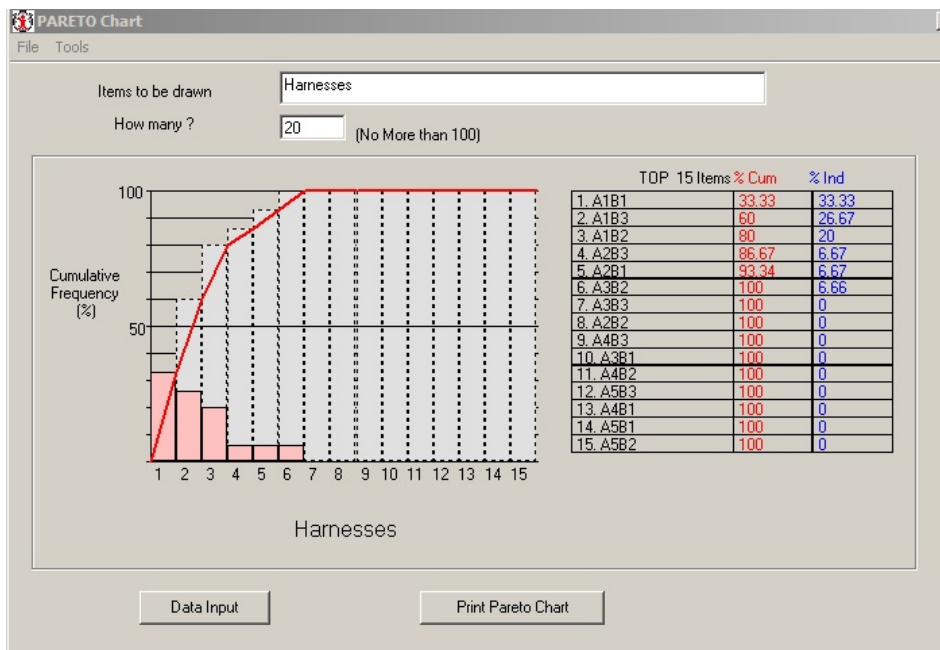 PARETO Chart
File Tools
Items to be drawn Harnesses
How many ? 20 (No More than 100)
TOP 15 Items % Cum % Ind
1. A1B1 33.33 33.33
2. A1B3 60 26.67
3. A1B2 80 20
4. A2B3 86.67 6.67
5. A2B1 93.34 6.67
6. A3B2 100 6.66
7. A3B3 100 0
8. A2B2 100 0
9. A4B3 100 0
10. A3B1 100 0
11. A4B2 100 0
12. A5B3 100 0
13. A4B1 100 0
14. A5B1 100 0
15. A5B2 100 0
100
Cumulative
Frequency
(%)
50
1 2 3 4 5 6 7 8 9 10 11 12 13 14 15
Harnesses
Data Input Print Pareto Chart